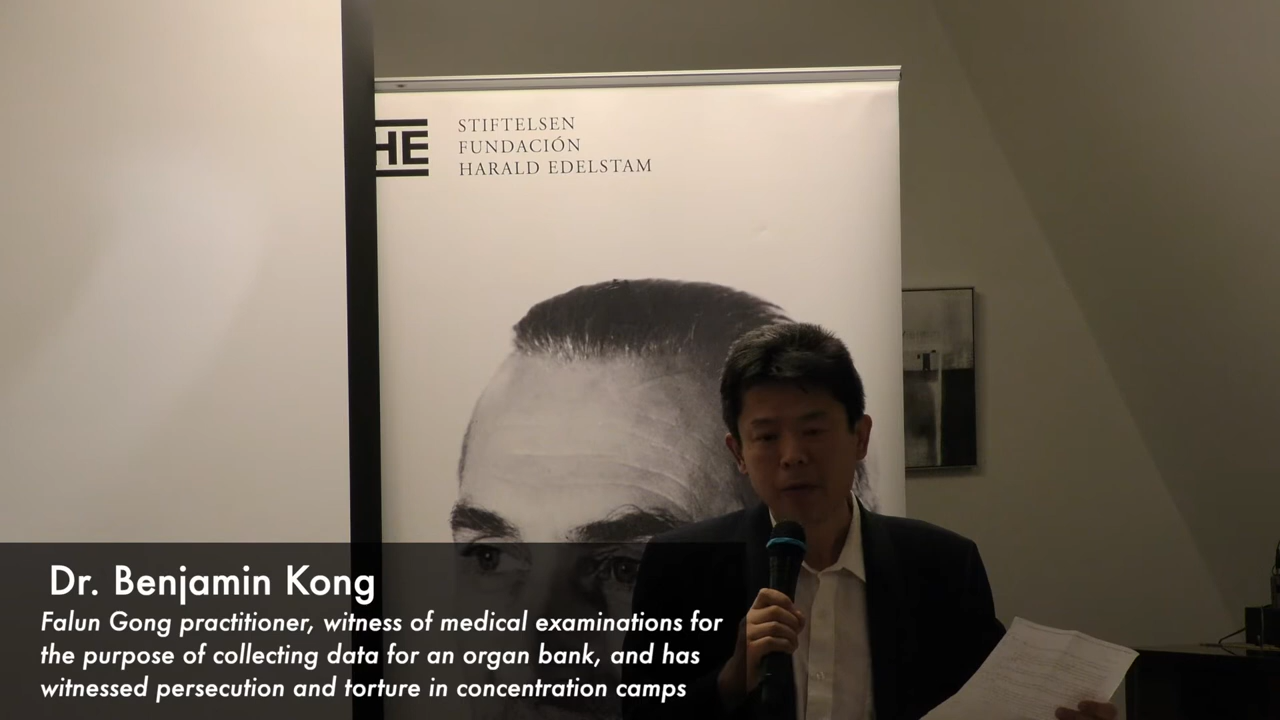 HE
STIFTELSEN
FUNDACIÓN
HARALD EDELSTAM
Dr. Benjamin Kong
Falun Gong practitioner, witness of medical examinations for
the purpose of collecting data for an organ bank, and has
witnessed persecution and torture in concentration camps